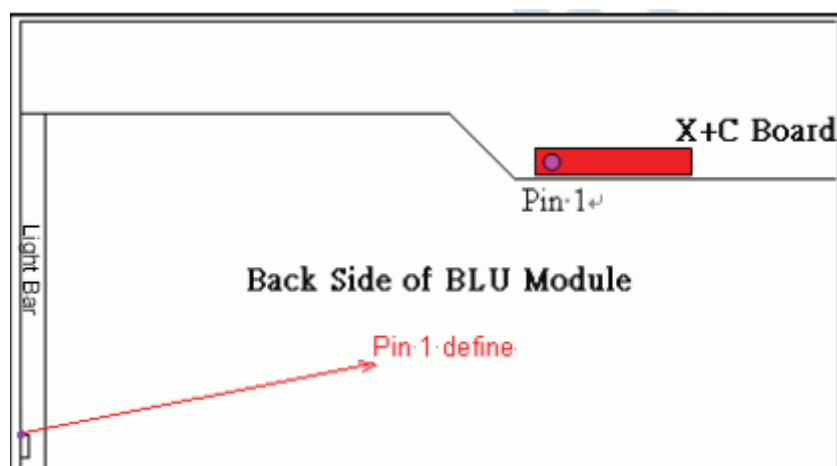 X+C Board
Pin·1↵
Light Bar
Back Side of BLU Module
Pin·1·define·